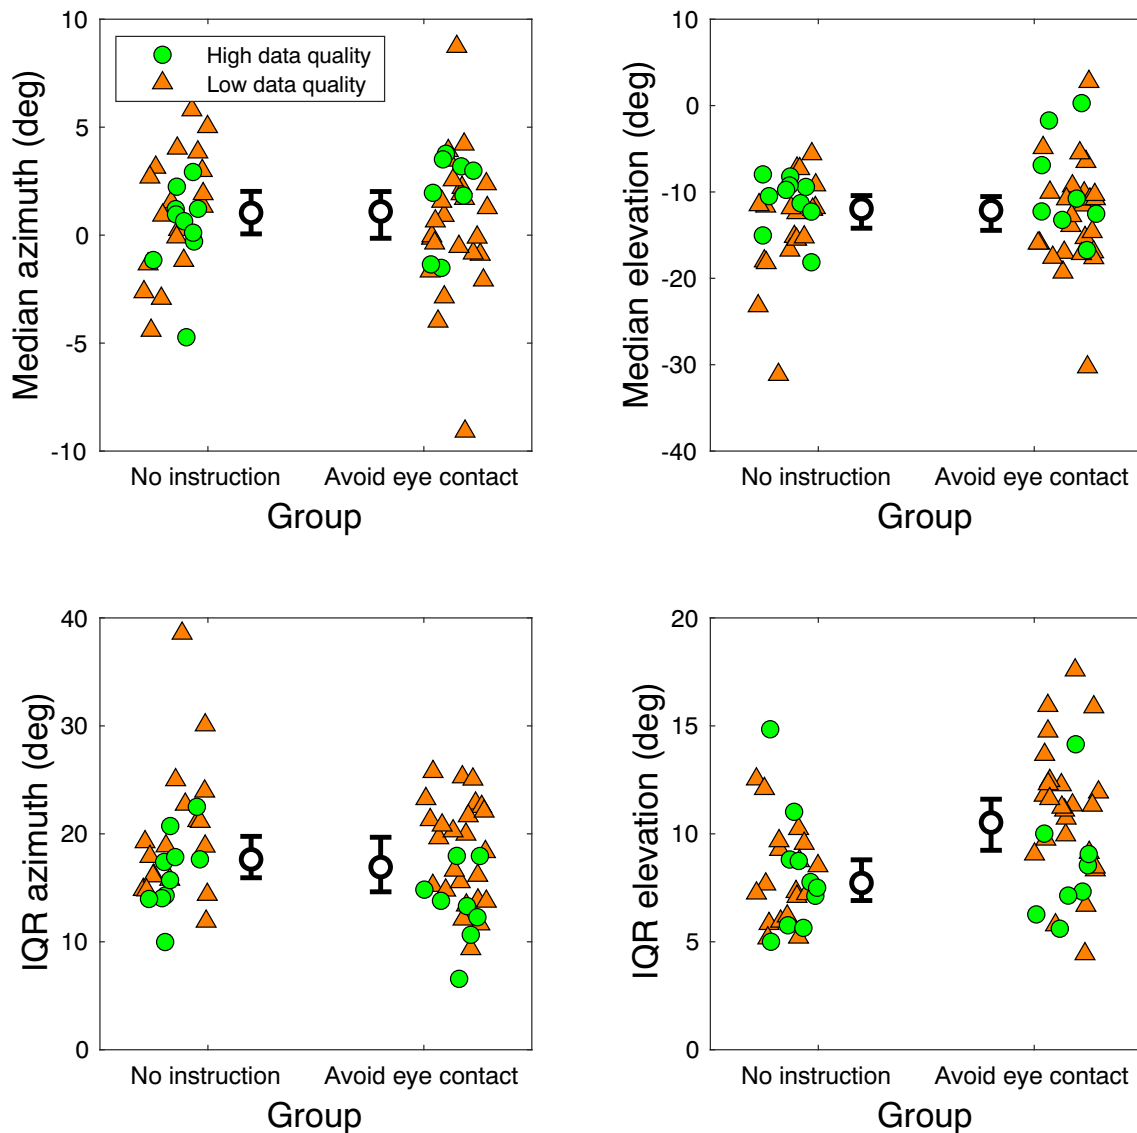 Median azimuth (deg)
10
5
0
-5
-10
High data quality
Low data quality
No instruction
Avoid eye contact
Group
Median elevation (deg)
10
0
-10
-20
-30
-40
No instruction
Avoid eye contact
Group
IQR azimuth (deg)
40
30
20
10
0
No instruction
Avoid eye contact
Group
IQR elevation (deg)
20
15
10
5
0
No instruction
Avoid eye contact
Group